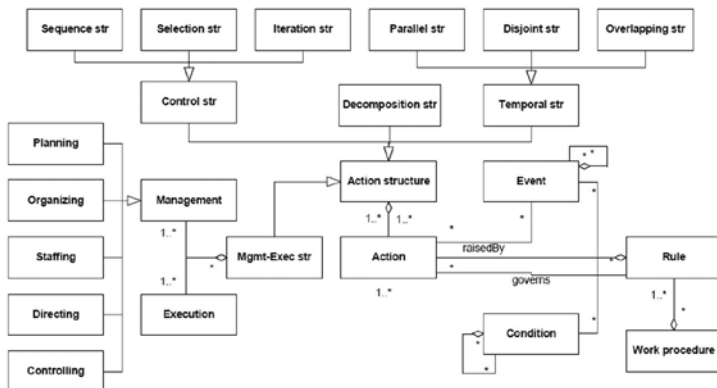 Sequence str
Selection str
Iteration str
Parallel str
Disjoint str
Overlapping str
Control str
Decomposition str
Temporal str
Planning
Organizing
Staffing
Directing
Controlling
Management
1..*
1..*
Execution
*
Mgmt-Exec str
Action structure
1..*
1..*
Action
1..*
Event
*
*
*
*
*
raisedBy
*
*
governs
*
Rule
1..*
*
Work procedure
Condition
*
*
*